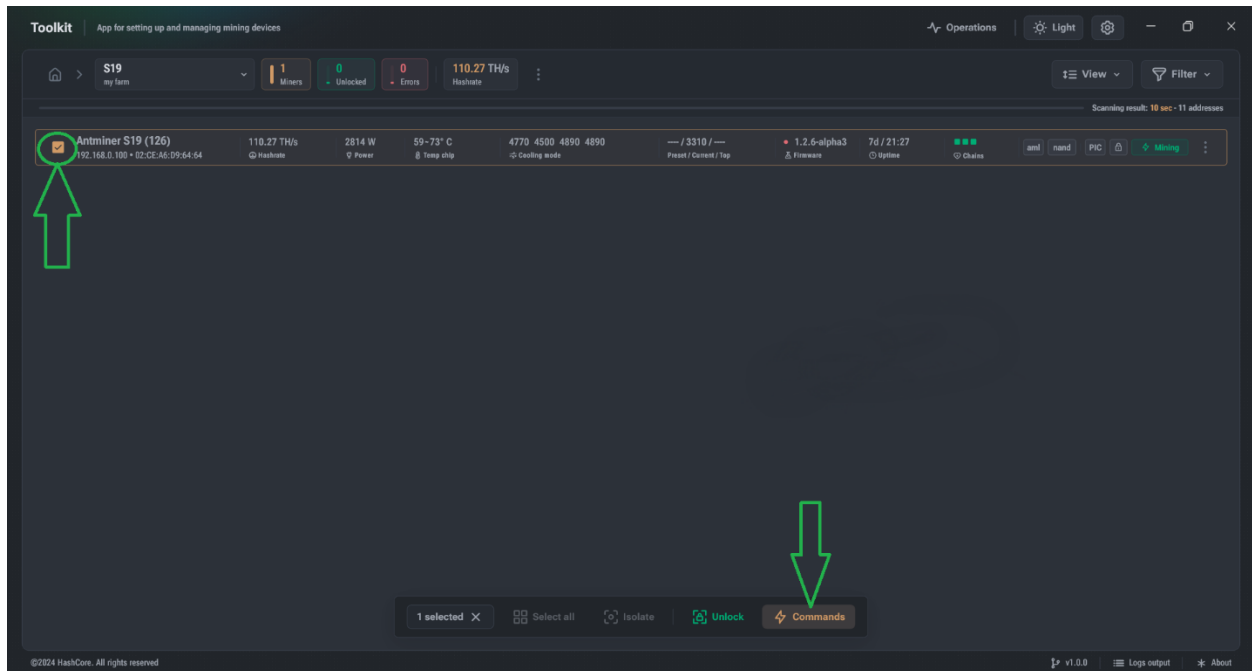 Toolkit App for setting up and managing mining devices Operations Light
S19 1 0 0 110.27 TH/s View Filter
my farm Miners Unlocked Errors Hashrate
Scanning result: 10 sec - 11 addresses
Antminer S19 (126) 110.27 TH/s 2814 W 59~73° C 4770 4500 4890 4890 — / 3310 / — 1.2.6-alpha3 7d / 21:27 aml nand PIC Mining
192.168.0.100 • 02:CE:A6:D9:64:64 Hashrate Power Temp chip Cooling mode Preset / Current / Top Firmware Uptime Chains
1 selected Select all Isolate Unlock Commands
©2024 HashCore. All rights reserved v1.0.0 Logs output About